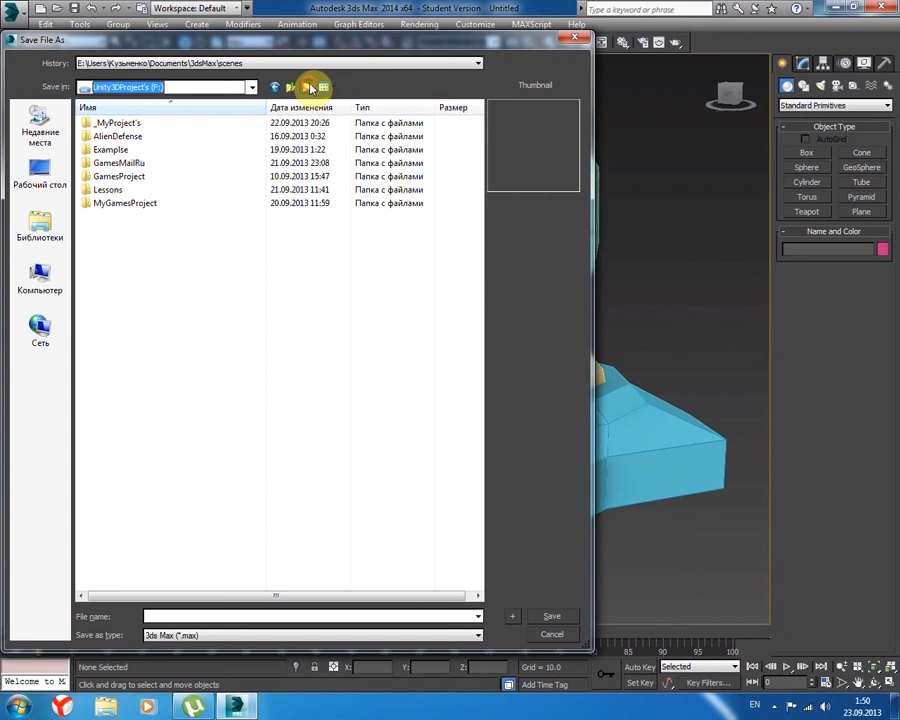 Workspace: Default
Autodesk 3ds Max 2014 x64 - Student Version Untitled
Type a keyword or phrase
Edit Tools Group Views Create Modifiers Animation Graph Editors Rendering Customize MAXScript Help
Save File As
History: E:\Users\Кузьменко\Documents\3dsMax\scenes
Save in: Unity3DProject's (F:)
Thumbnail
Имя Дата изменения Тип Размер
_MyProject's 22.09.2013 20:26 Папка с файлами
AlienDefense 16.09.2013 0:32 Папка с файлами
Examplse 19.09.2013 1:22 Папка с файлами
GamesMailRu 21.09.2013 23:08 Папка с файлами
GamesProject 10.09.2013 15:47 Папка с файлами
Lessons 21.09.2013 11:41 Папка с файлами
MyGamesProject 20.09.2013 11:59 Папка с файлами
Недавние места
Рабочий стол
Библиотеки
Компьютер
Сеть
File name:
+
Save
Save as type: 3ds Max (*.max)
Cancel
Standard Primitives
- Object Type
AutoGrid
Box Cone
Sphere GeoSphere
Cylinder Tube
Torus Pyramid
Teapot Plane
- Name and Color
85 90 95 100
None Selected
X: Y: Z: Grid = 10.0
Auto Key Selected
Welcome to M
Click and drag to select and move objects
Add Time Tag
Set Key Key Filters...
0
EN
1:50
23.09.2013